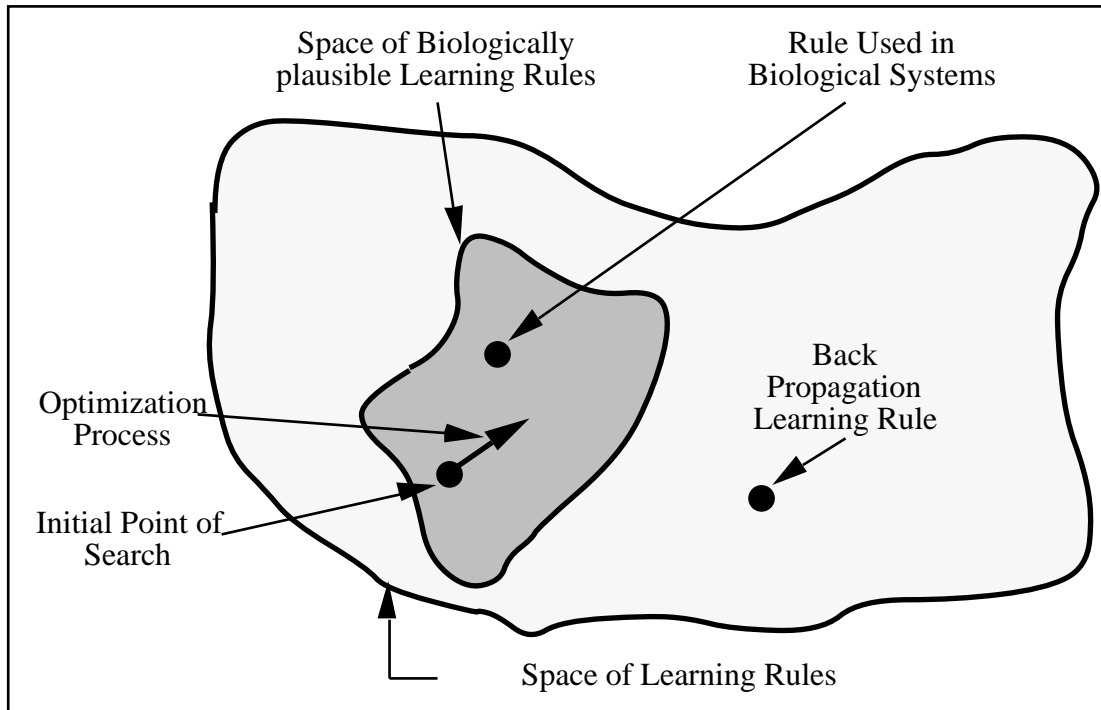 Space of Biologically
plausible Learning Rules
Rule Used in
Biological Systems
Back
Propagation
Learning Rule
Optimization
Process
Initial Point of
Search
Space of Learning Rules